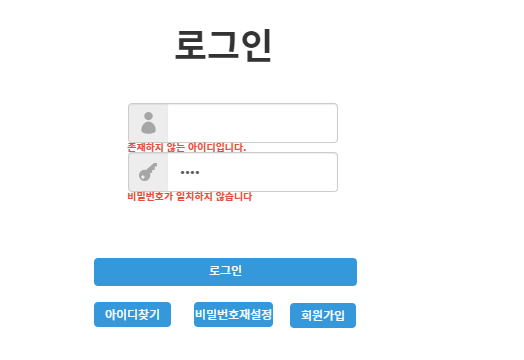 로그인
존재하지 않는 아이디입니다.
••••
비밀번호가 일치하지 않습니다
로그인
아이디찾기 비밀번호재설정 회원가입